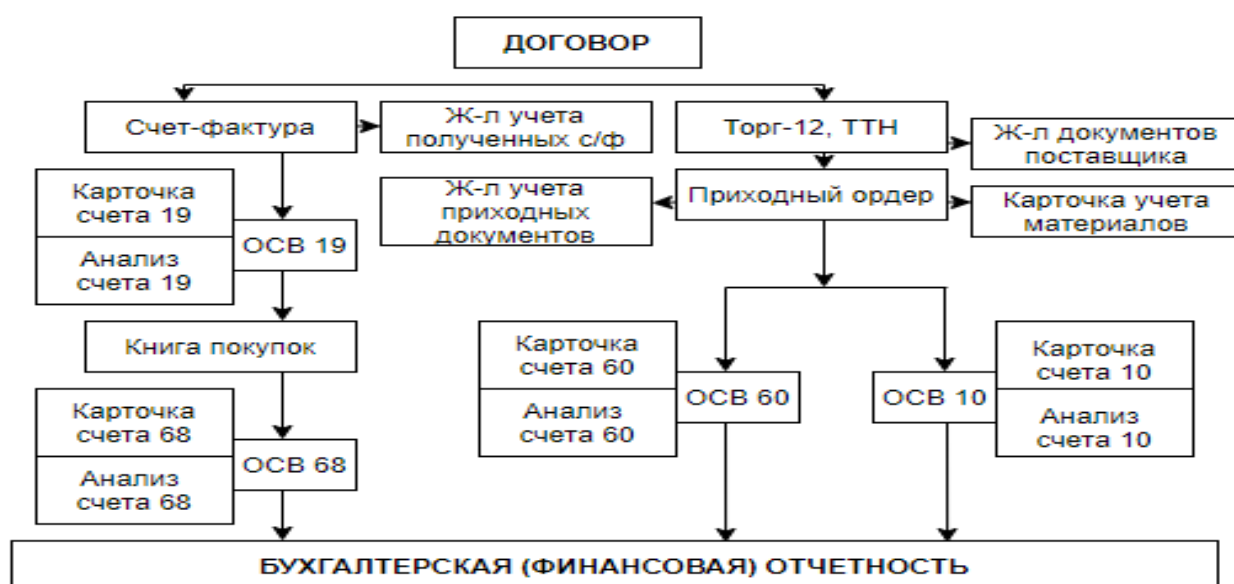 ДОГОВОР
Счет-фактура
Ж-л учета
полученных с/ф
Торг-12, ТТН
Ж-л документов
поставщика
Карточка
счета 19
Анализ
счета 19
ОСВ 19
Ж-л учета
приходных
документов
Приходный ордер
Карточка учета
материалов
Книга покупок
Карточка
счета 68
Анализ
счета 68
ОСВ 68
Карточка
счета 60
Анализ
счета 60
ОСВ 60
ОСВ 10
Карточка
счета 10
Анализ
счета 10
БУХГАЛТЕРСКАЯ (ФИНАНСОВАЯ) ОТЧЕТНОСТЬ